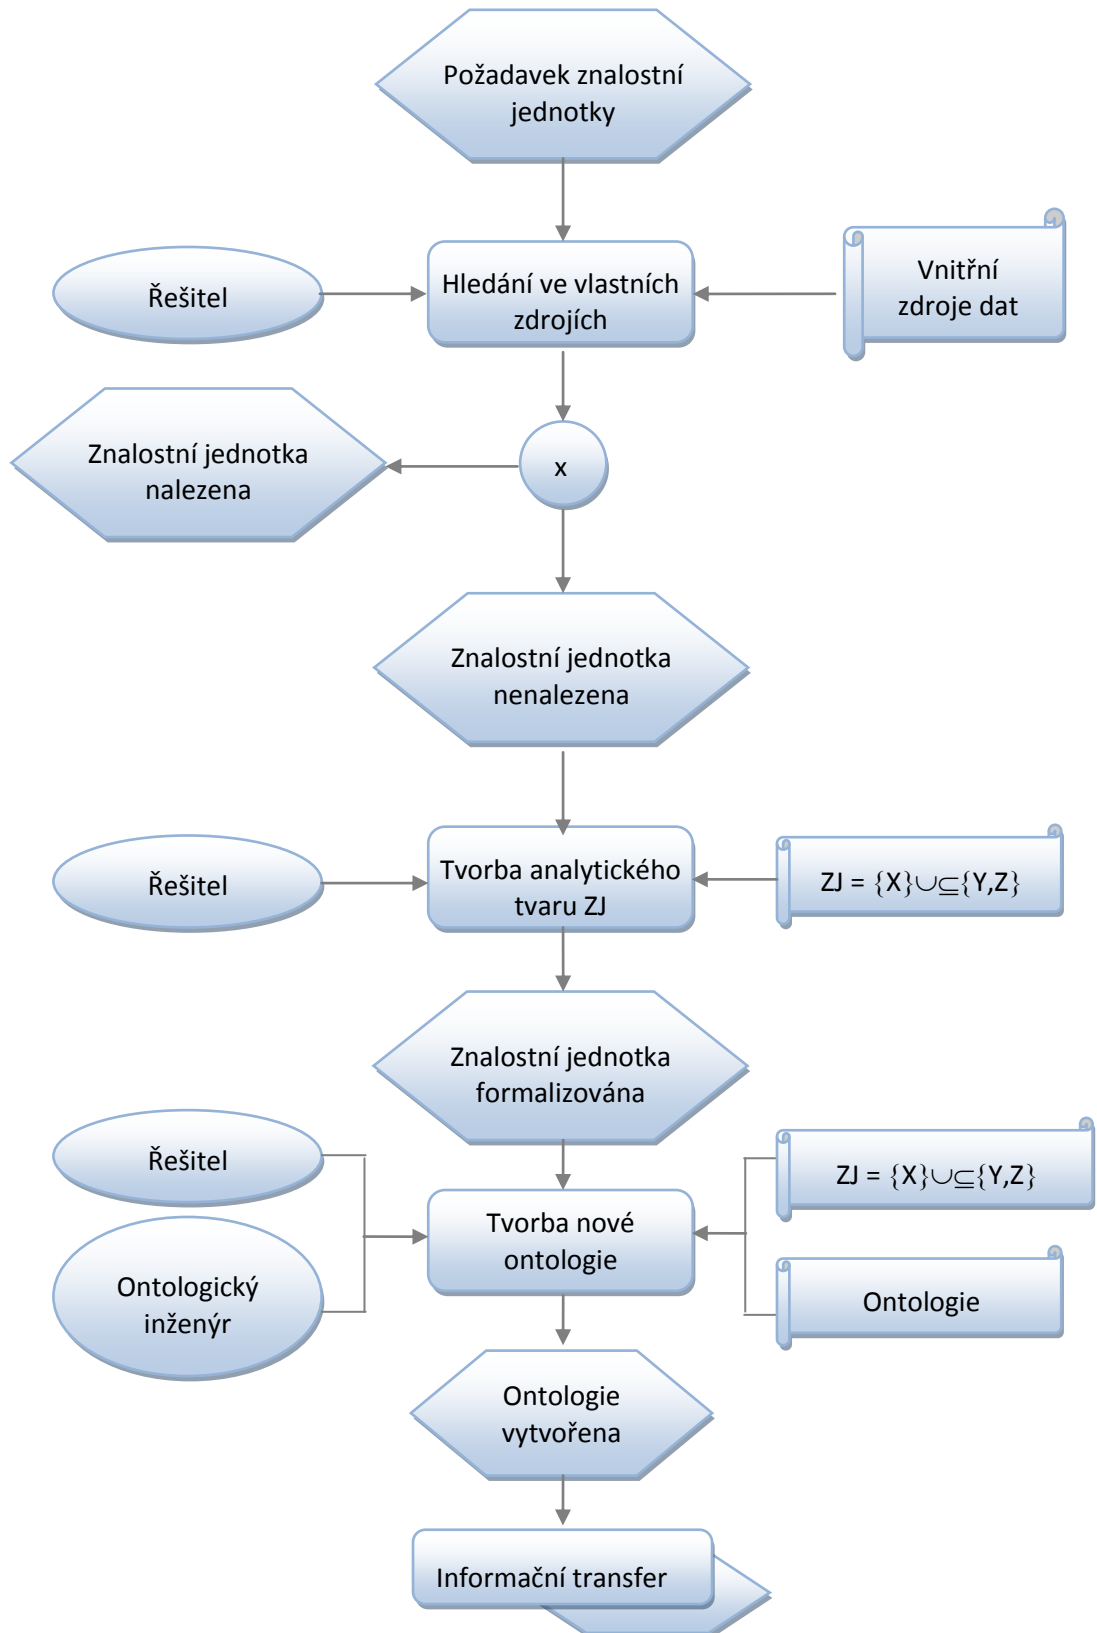 Požadavek znalostní
jednotky
Řešitel
Hledání ve vlastních
zdrojích
Vnitřní
zdroje dat
Znalostní jednotka
nalezena
x
Znalostní jednotka
nenalezena
Řešitel
Tvorba analytického
tvaru ZJ
ZJ = {X}∪⊆{Y,Z}
Znalostní jednotka
formalizována
Řešitel
Ontologický
inženýr
Tvorba nové
ontologie
ZJ = {X}∪⊆{Y,Z}
Ontologie
Ontologie
vytvořena
Informační transfer